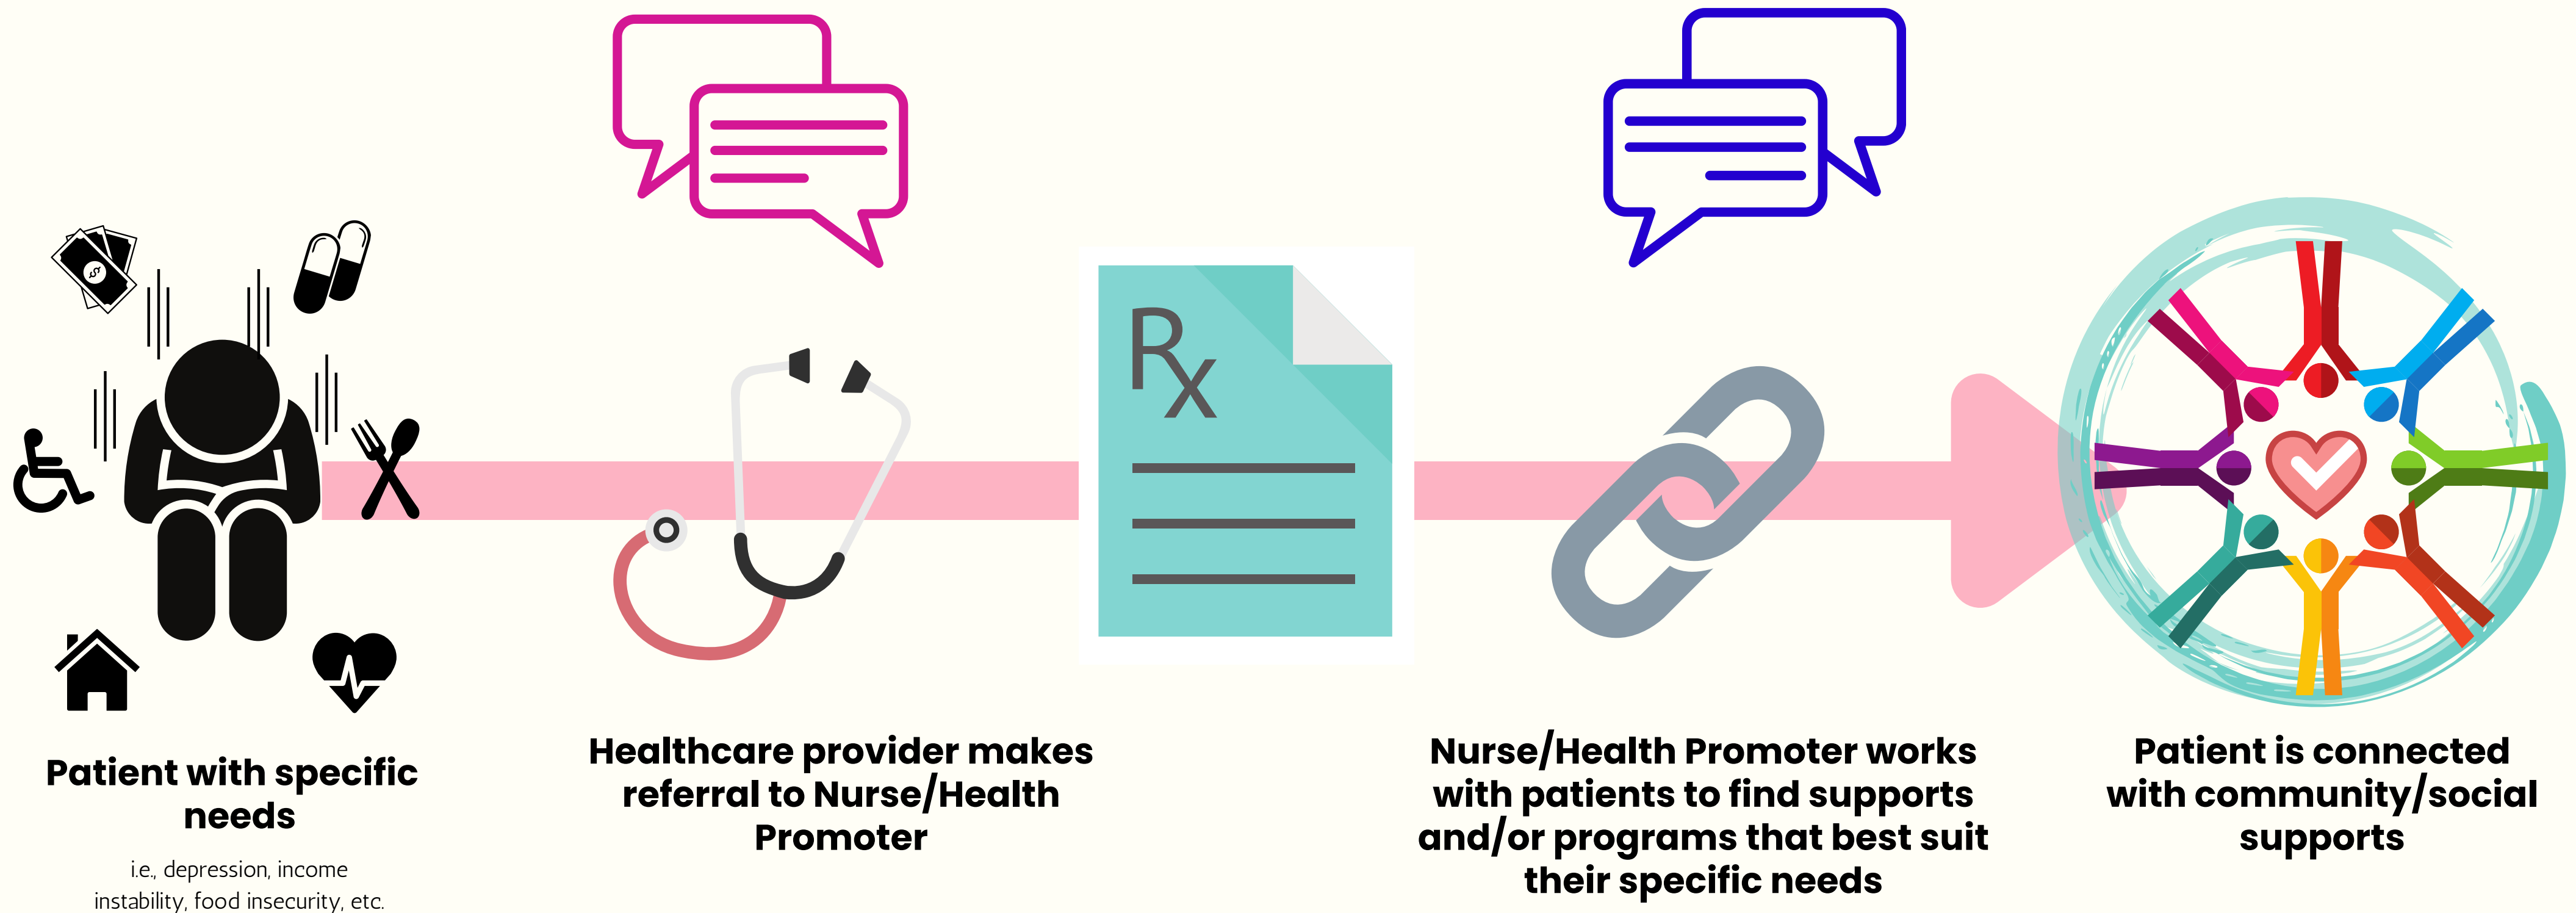 Rx
Patient with specific
needs
i.e., depression, income
instability, food insecurity, etc.
Healthcare provider makes
referral to Nurse/Health
Promoter
Nurse/Health Promoter works
with patients to find supports
and/or programs that best suit
their specific needs
Patient is connected
with community/social
supports